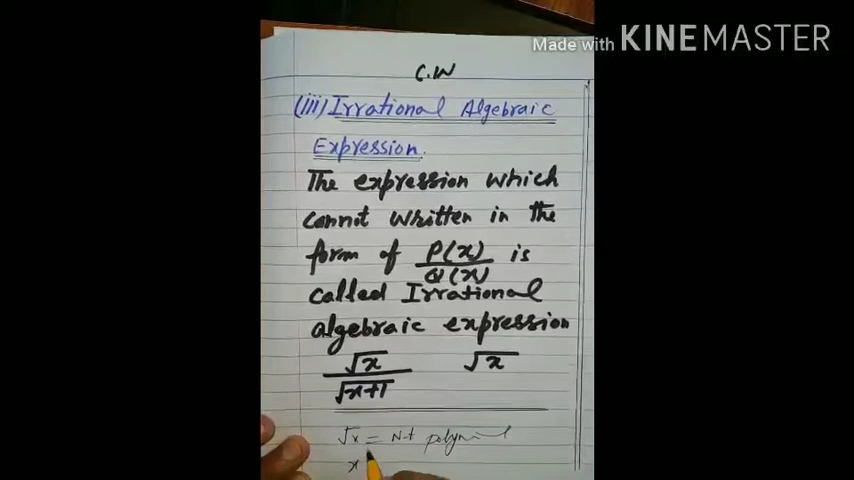 Made with KINEMASTER
C.W
(iii) Irrational Algebraic
Expression.
The expression which
cannot written in the
form of P(x)/Q(x) is
called Irrational
algebraic expression
√x/√x+1 √x
√x = Not polynomial
x